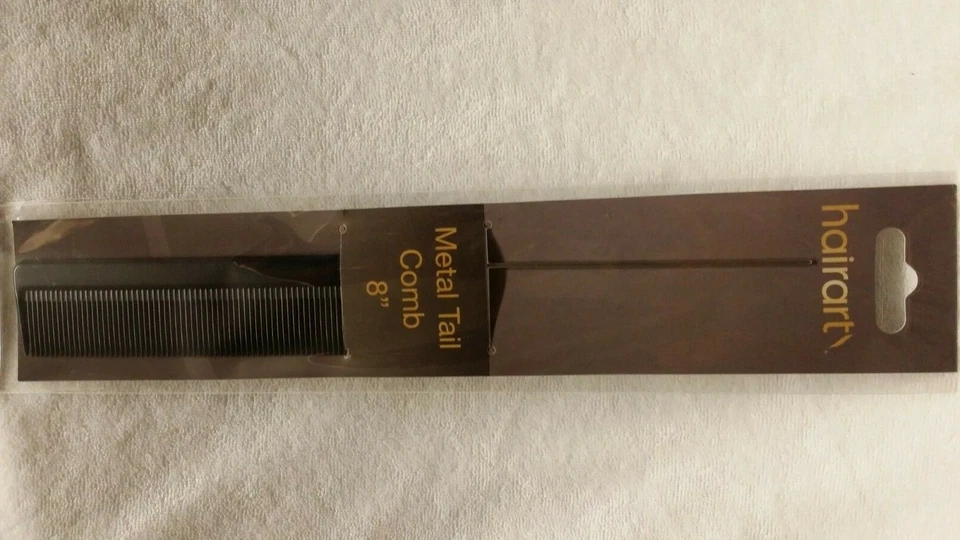 hairart
Metal Tail
Comb
8”